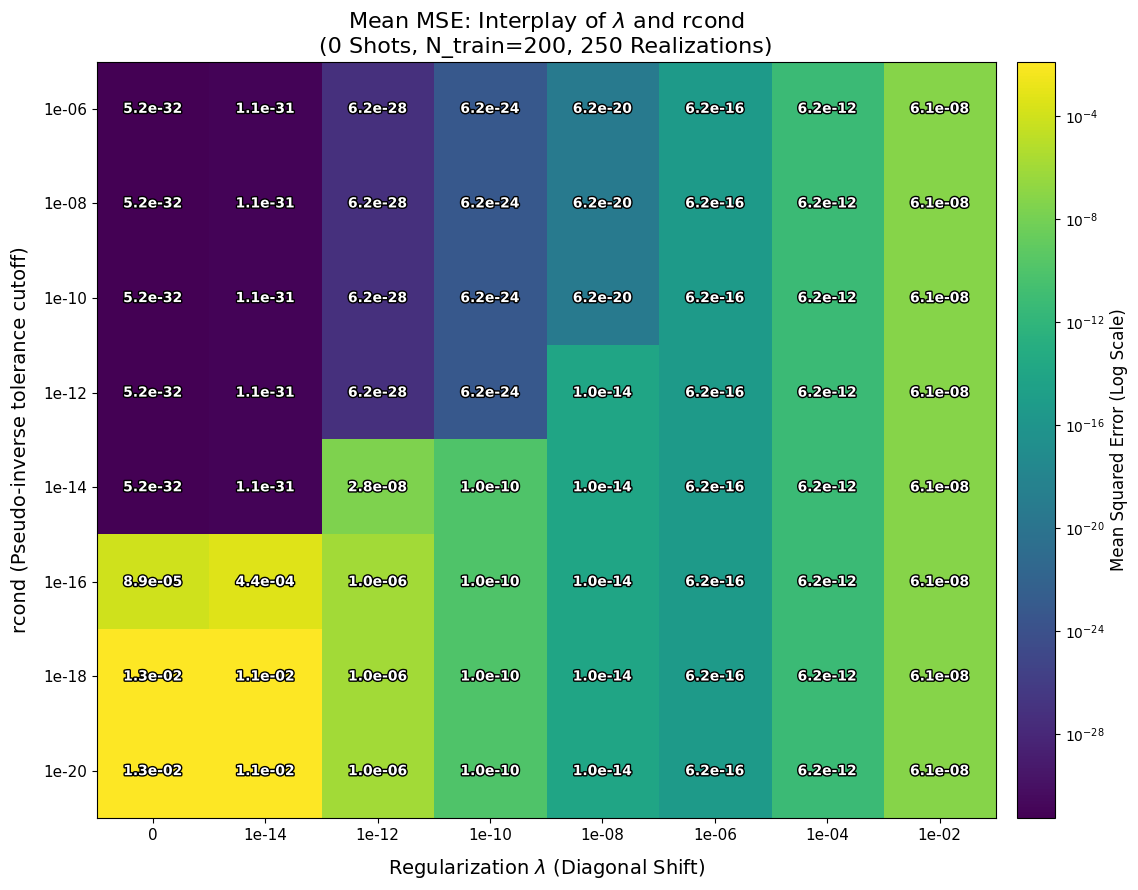 Mean MSE: Interplay of λ and rcond
(0 Shots, N_train=200, 250 Realizations)
rcond (Pseudo-inverse tolerance cutoff)
1e-06 5.2e-32 1.1e-31 6.2e-28 6.2e-24 6.2e-20 6.2e-16 6.2e-12 6.1e-08
1e-08 5.2e-32 1.1e-31 6.2e-28 6.2e-24 6.2e-20 6.2e-16 6.2e-12 6.1e-08
1e-10 5.2e-32 1.1e-31 6.2e-28 6.2e-24 6.2e-20 6.2e-16 6.2e-12 6.1e-08
1e-12 5.2e-32 1.1e-31 6.2e-28 6.2e-24 1.0e-14 6.2e-16 6.2e-12 6.1e-08
1e-14 5.2e-32 1.1e-31 2.8e-08 1.0e-10 1.0e-14 6.2e-16 6.2e-12 6.1e-08
1e-16 8.9e-05 4.4e-04 1.0e-06 1.0e-10 1.0e-14 6.2e-16 6.2e-12 6.1e-08
1e-18 1.3e-02 1.1e-02 1.0e-06 1.0e-10 1.0e-14 6.2e-16 6.2e-12 6.1e-08
1e-20 1.3e-02 1.1e-02 1.0e-06 1.0e-10 1.0e-14 6.2e-16 6.2e-12 6.1e-08
0 1e-14 1e-12 1e-10 1e-08 1e-06 1e-04 1e-02
Regularization λ (Diagonal Shift)
10⁻⁴
10⁻⁸
10⁻¹²
10⁻¹⁶
10⁻²⁰
10⁻²⁴
10⁻²⁸
Mean Squared Error (Log Scale)